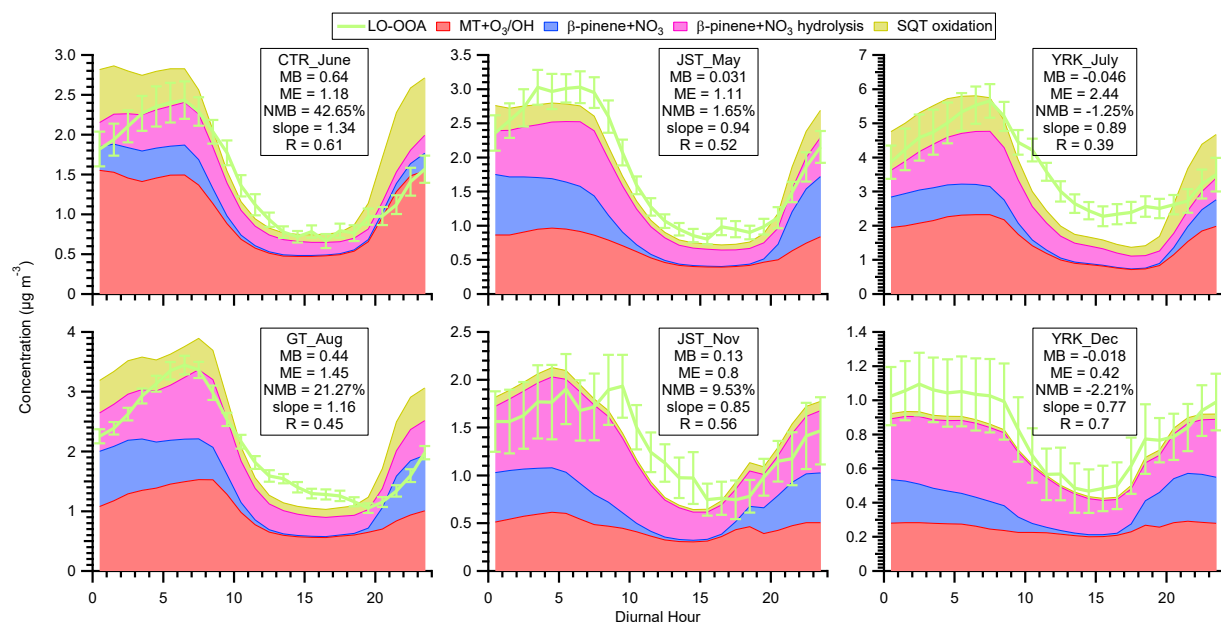 LO-OOA MT+O₃/OH β-pinene+NO₃ β-pinene+NO₃ hydrolysis SQT oxidation
Concentration (µg m⁻³)
3.0
2.5
2.0
1.5
1.0
0.5
0
CTR_June
MB = 0.64
ME = 1.18
NMB = 42.65%
slope = 1.34
R = 0.61
3.5
3.0
2.5
2.0
1.5
1.0
0.5
0
JST_May
MB = 0.031
ME = 1.11
NMB = 1.65%
slope = 0.94
R = 0.52
7
6
5
4
3
2
1
0
YRK_July
MB = -0.046
ME = 2.44
NMB = -1.25%
slope = 0.89
R = 0.39
4
3
2
1
0
GT_Aug
MB = 0.44
ME = 1.45
NMB = 21.27%
slope = 1.16
R = 0.45
0 5 10 15 20
2.5
2.0
1.5
1.0
0.5
0
JST_Nov
MB = 0.13
ME = 0.8
NMB = 9.53%
slope = 0.85
R = 0.56
0 5 10 15 20
1.4
1.2
1.0
0.8
0.6
0.4
0.2
0
YRK_Dec
MB = -0.018
ME = 0.42
NMB = -2.21%
slope = 0.77
R = 0.7
0 5 10 15 20
Diurnal Hour